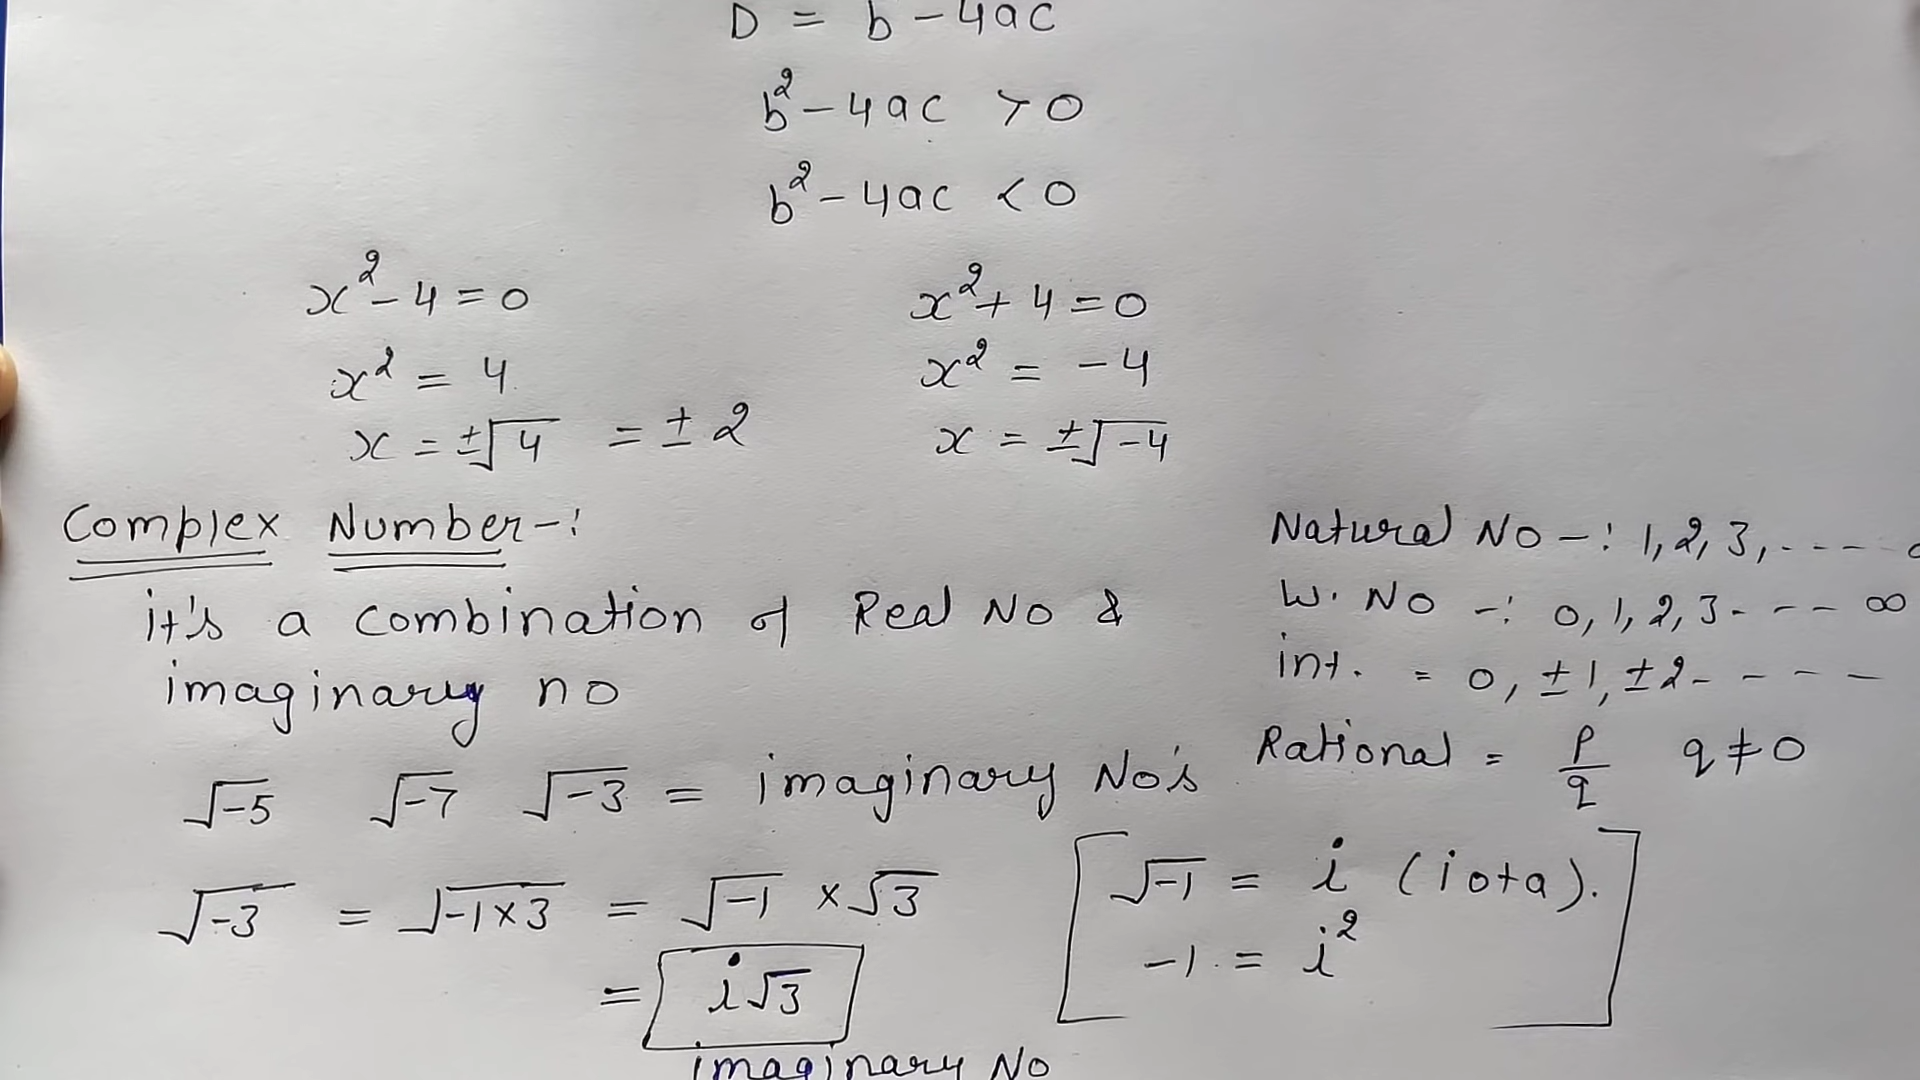 D = b - 4ac
b² - 4ac > 0
b² - 4ac < 0
x² - 4 = 0
x² = 4
x = ±√4 = ± 2
x² + 4 = 0
x² = -4
x = ±√-4
Complex Number -:
it's a combination of Real No &
imaginary no
√-5 √-7 √-3 = imaginary No's
√-3 = √-1×3 = √-1 × √3
= i√3
imaginary No
Natural No -: 1, 2, 3, ----
W. No -: 0, 1, 2, 3 - - - - ∞
int. = 0, ±1, ±2 - - - - -
Rational = p/q q ≠ 0
√-1 = i (iota).
-1 = i²